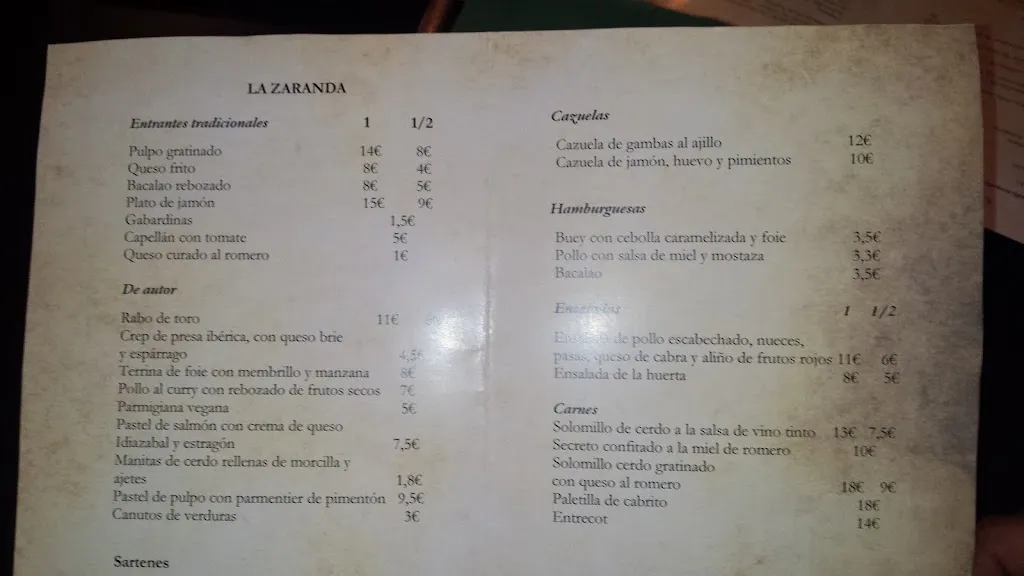 LA ZARANDA
Entrantes tradicionales 1 1/2
Pulpo gratinado 14€ 8€
Queso frito 8€ 4€
Bacalao rebozado 8€ 5€
Plato de jamón 15€ 9€
Gabardinas 1,5€
Capellán con tomate 5€
Queso curado al romero 1€
De autor
Rabo de toro 11€
Crep de presa ibérica, con queso brie
y espárrago 4,5€
Terrina de foie con membrillo y manzana 8€
Pollo al curry con rebozado de frutos secos 7€
Parmigiana vegana 5€
Pastel de salmón con crema de queso
Idiazabal y estragón 7,5€
Manitas de cerdo rellenas de morcilla y
ajetes 1,8€
Pastel de pulpo con parmentier de pimentón 9,5€
Canutos de verduras 3€
Sartenes
Cazuelas
Cazuela de gambas al ajillo 12€
Cazuela de jamón, huevo y pimientos 10€
Hamburguesas
Buey con cebolla caramelizada y foie 3,5€
Pollo con salsa de miel y mostaza 3,3€
Bacalao 3,5€
Ensaladas 1 1/2
Ensalada de pollo escabechado, nueces,
pasas, queso de cabra y aliño de frutos rojos 11€ 6€
Ensalada de la huerta 8€ 5€
Carnes
Solomillo de cerdo a la salsa de vino tinto 13€ 7,5€
Secreto confitado a la miel de romero 10€
Solomillo cerdo gratinado
con queso al romero 18€ 9€
Paletilla de cabrito 18€
Entrecot 14€